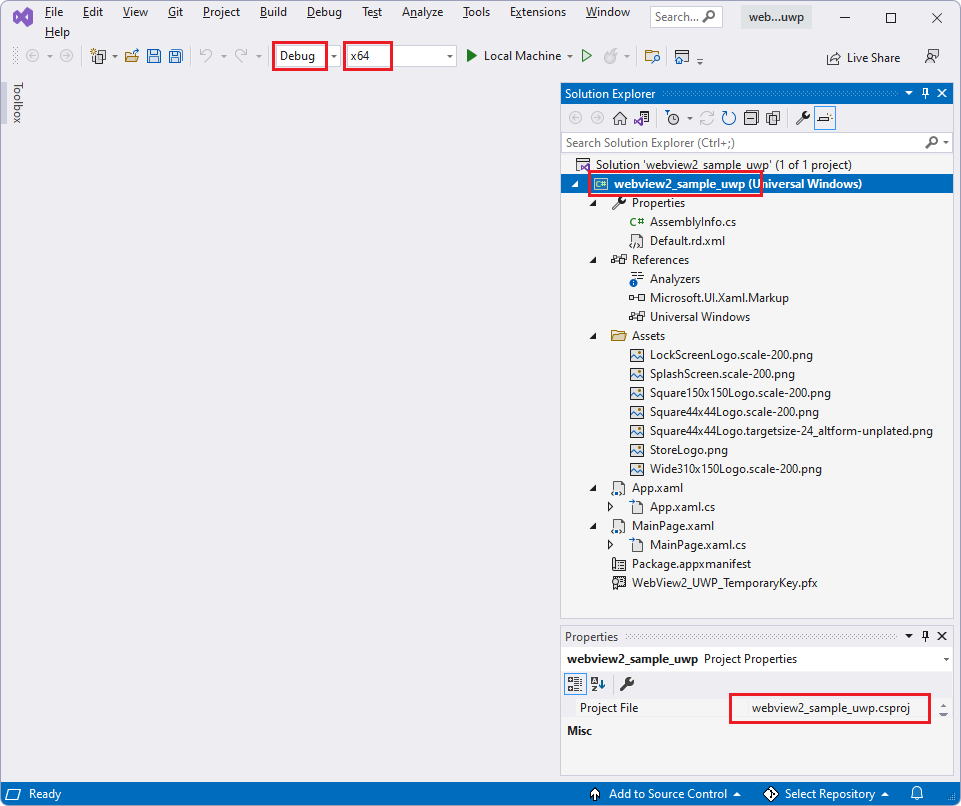 File Edit View Git Project Build Debug Test Analyze Tools Extensions Window Search... web...uwp
Help
Debug x64 Local Machine Live Share
Toolbox
Solution Explorer
Search Solution Explorer (Ctrl+;)
Solution 'webview2_sample_uwp' (1 of 1 project)
C# webview2_sample_uwp (Universal Windows)
Properties
C# AssemblyInfo.cs
Default.rd.xml
References
Analyzers
Microsoft.UI.Xaml.Markup
Universal Windows
Assets
LockScreenLogo.scale-200.png
SplashScreen.scale-200.png
Square150x150Logo.scale-200.png
Square44x44Logo.scale-200.png
Square44x44Logo.targetsize-24_altform-unplated.png
StoreLogo.png
Wide310x150Logo.scale-200.png
App.xaml
App.xaml.cs
MainPage.xaml
MainPage.xaml.cs
Package.appxmanifest
WebView2_UWP_TemporaryKey.pfx
Properties
webview2_sample_uwp Project Properties
Project File webview2_sample_uwp.csproj
Misc
Ready Add to Source Control Select Repository